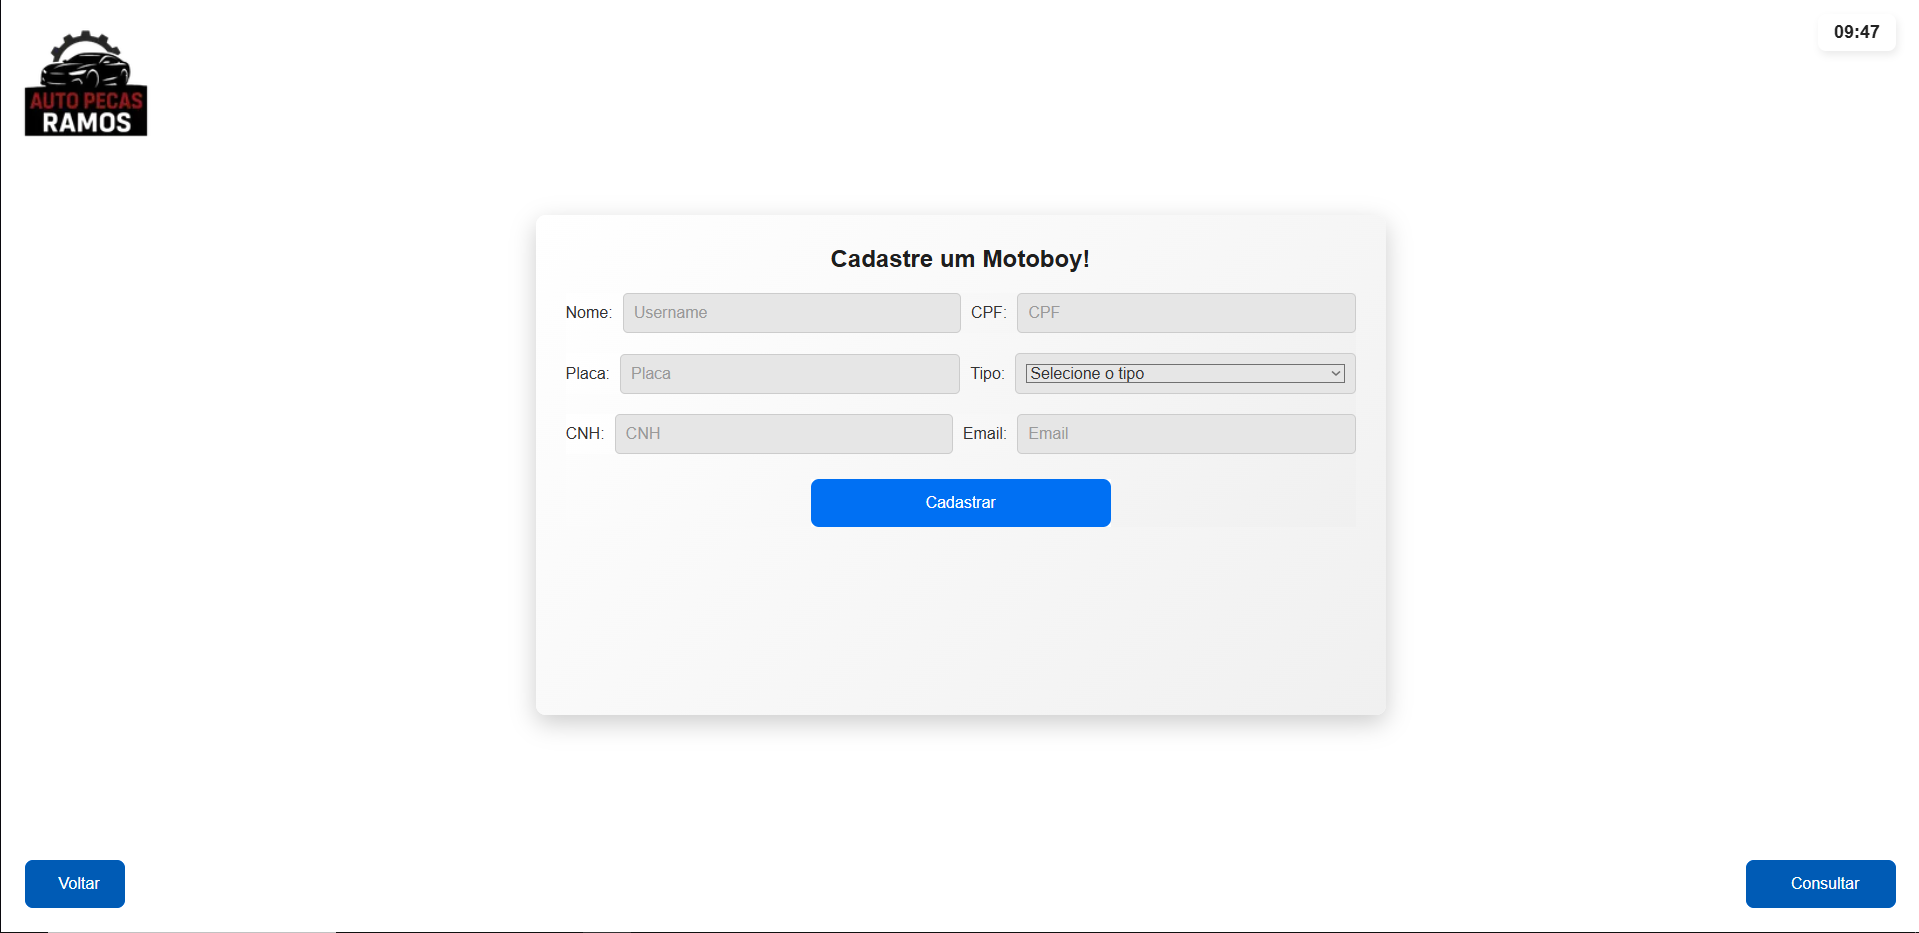 09:47
AUTO PECAS
RAMOS
Cadastre um Motoboy!
Nome: Username CPF: CPF
Placa: Placa Tipo: Selecione o tipo
CNH: CNH Email: Email
Cadastrar
Voltar Consultar